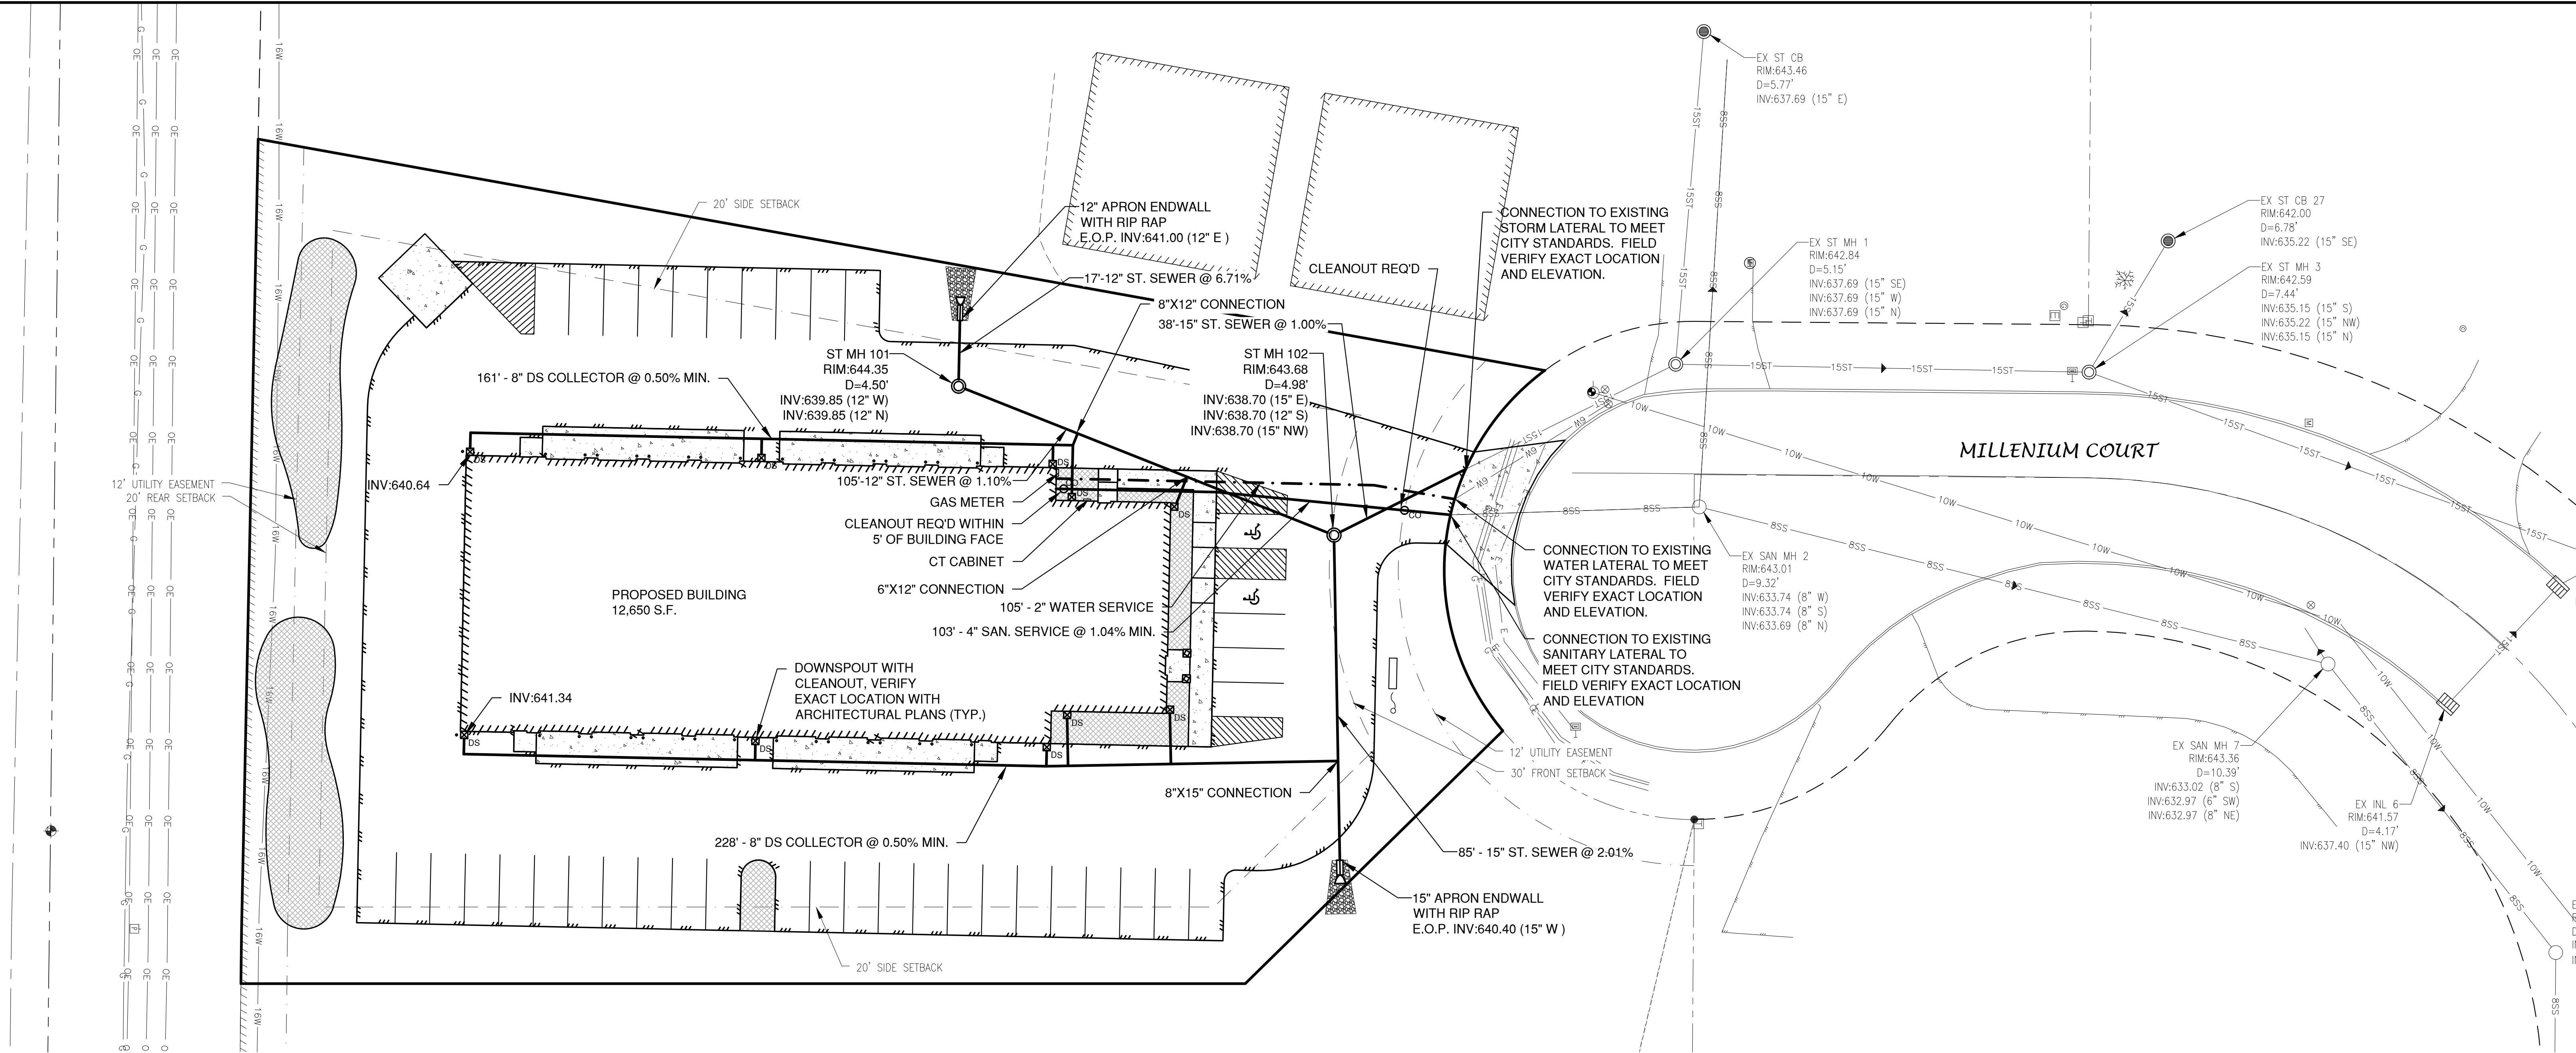 EX ST CB
RIM:643.46
D=5.77'
INV:637.69 (15" E)
20' SIDE SETBACK
12" APRON ENDWALL
WITH RIP RAP
E.O.P. INV:641.00 (12" E )
17'-12" ST. SEWER @ 6.71%
8"X12" CONNECTION
38'-15" ST. SEWER @ 1.00%
CLEANOUT REQ'D
CONNECTION TO EXISTING
STORM LATERAL TO MEET
CITY STANDARDS. FIELD
VERIFY EXACT LOCATION
AND ELEVATION.
EX ST MH 1
RIM:642.84
D=5.15'
INV:637.69 (15" SE)
INV:637.69 (15" W)
INV:637.69 (15" N)
EX ST CB 27
RIM:642.00
D=6.78'
INV:635.22 (15" SE)
EX ST MH 3
RIM:642.59
D=7.44'
INV:635.15 (15" S)
INV:635.22 (15" NW)
INV:635.15 (15" N)
ST MH 101
RIM:644.35
D=4.50'
INV:639.85 (12" W)
INV:639.85 (12" N)
ST MH 102
RIM:643.68
D=4.98'
INV:638.70 (15" E)
INV:638.70 (12" S)
INV:638.70 (15" NW)
161' - 8" DS COLLECTOR @ 0.50% MIN.
MILLENIUM COURT
INV:640.64
12' UTILITY EASEMENT
20' REAR SETBACK
105'-12" ST. SEWER @ 1.10%
GAS METER
CLEANOUT REQ'D WITHIN
5' OF BUILDING FACE
CT CABINET
6"X12" CONNECTION
105' - 2" WATER SERVICE
103' - 4" SAN. SERVICE @ 1.04% MIN.
CO
PROPOSED BUILDING
12,650 S.F.
CONNECTION TO EXISTING
WATER LATERAL TO MEET
CITY STANDARDS. FIELD
VERIFY EXACT LOCATION
AND ELEVATION.
EX SAN MH 2
RIM:643.01
D=9.32'
INV:633.74 (8" W)
INV:633.74 (8" S)
INV:633.69 (8" N)
CONNECTION TO EXISTING
SANITARY LATERAL TO
MEET CITY STANDARDS.
FIELD VERIFY EXACT LOCATION
AND ELEVATION
INV:641.34
DOWNSPOUT WITH
CLEANOUT, VERIFY
EXACT LOCATION WITH
ARCHITECTURAL PLANS (TYP.)
DS
DS
DS
DS
DS
DS
DS
DS
DS
DS
12' UTILITY EASEMENT
30' FRONT SETBACK
8"X15" CONNECTION
EX SAN MH 7
RIM:643.36
D=10.39'
INV:633.02 (8" S)
INV:632.97 (6" SW)
INV:632.97 (8" NE)
EX INL 6
RIM:641.57
D=4.17'
INV:637.40 (15" NW)
228' - 8" DS COLLECTOR @ 0.50% MIN.
85' - 15" ST. SEWER @ 2.01%
15" APRON ENDWALL
WITH RIP RAP
E.O.P. INV:640.40 (15" W )
20' SIDE SETBACK
16W
OE
G
15ST
8SS
10W
6W